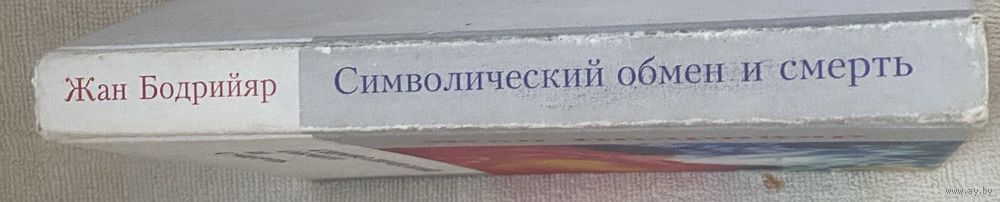 Жан Бодрийяр
Символический обмен и смерть
www.ay.by